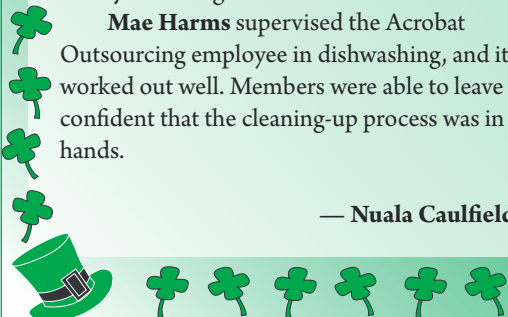 Mae Harms supervised the Acrobat
Outsourcing employee in dishwashing, and it
worked out well. Members were able to leave
confident that the cleaning-up process was in
hands.
— Nuala Caulfield